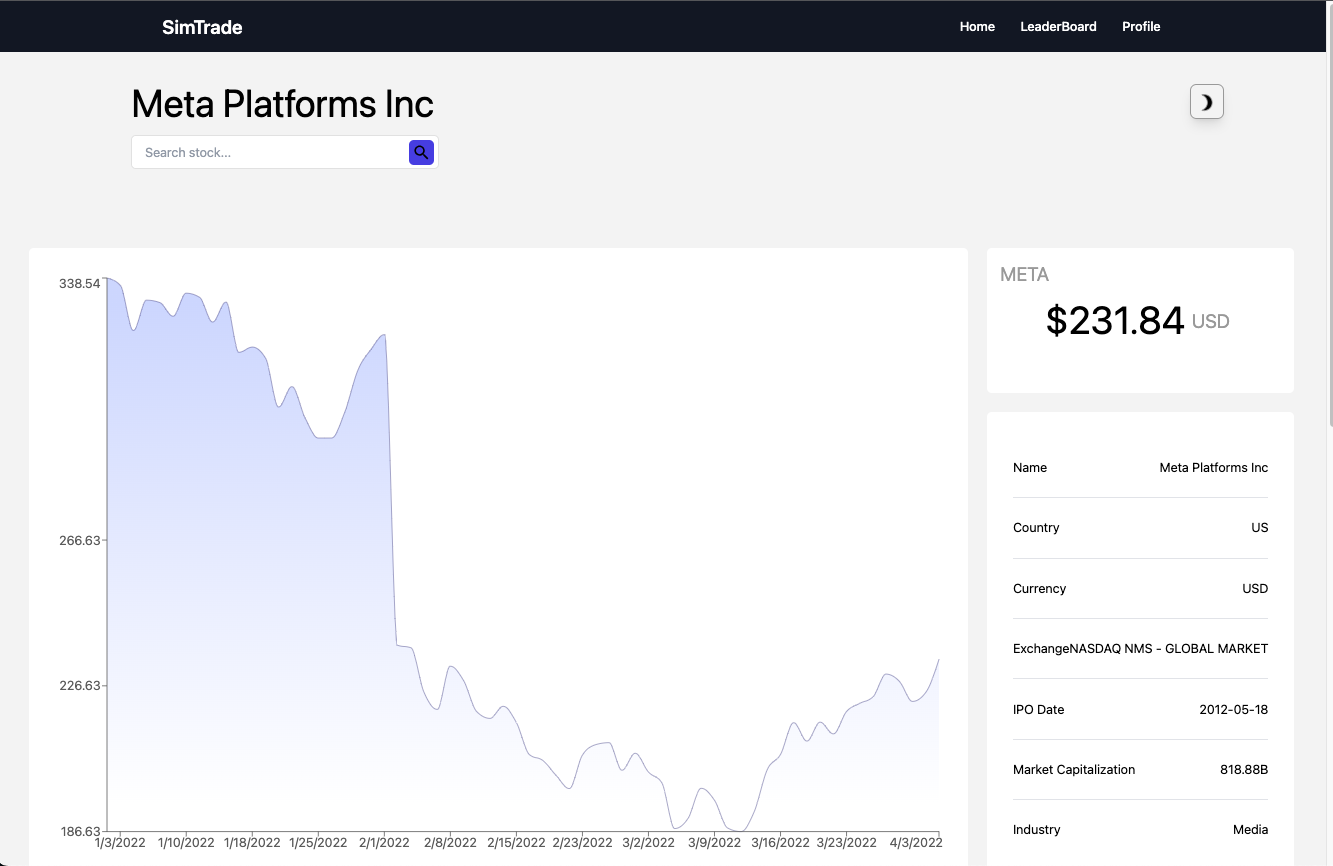 SimTrade Home LeaderBoard Profile
Meta Platforms Inc
Search stock...
338.54
266.63
226.63
186.63
1/3/2022 1/10/2022 1/18/2022 1/25/2022 2/1/2022 2/8/2022 2/15/2022 2/23/2022 3/2/2022 3/9/2022 3/16/2022 3/23/2022 4/3/2022
META
$231.84 USD
Name Meta Platforms Inc
Country US
Currency USD
ExchangeNASDAQ NMS - GLOBAL MARKET
IPO Date 2012-05-18
Market Capitalization 818.88B
Industry Media